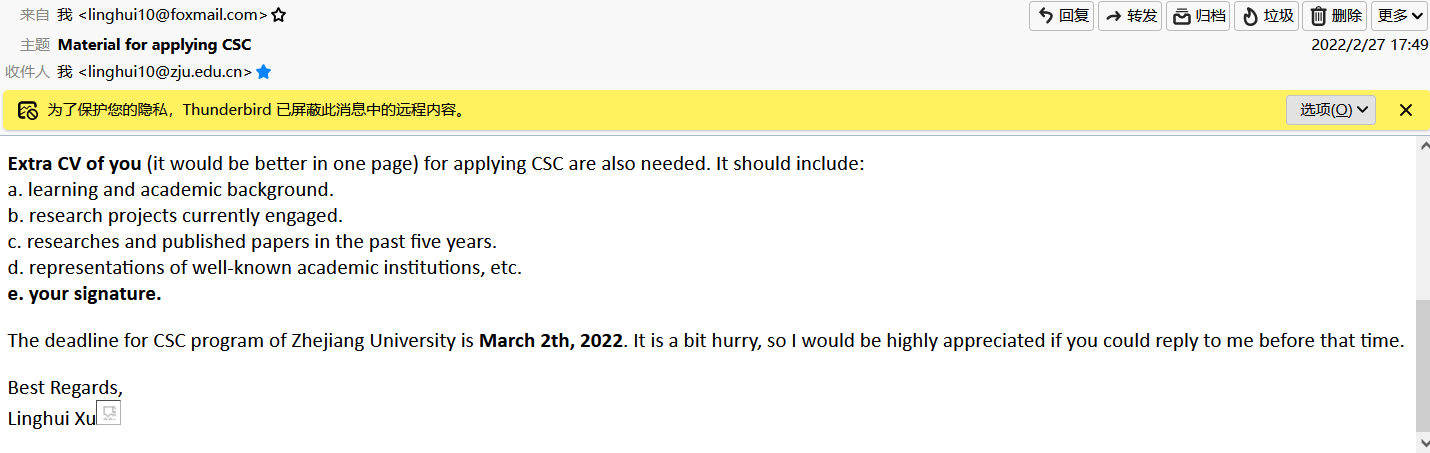 来自 我 <linghui10@foxmail.com> 回复 转发 归档 垃圾 删除 更多
主题 Material for applying CSC 2022/2/27 17:49
收件人 我 <linghui10@zju.edu.cn>
为了保护您的隐私，Thunderbird 已屏蔽此消息中的远程内容。 选项(O)
Extra CV of you (it would be better in one page) for applying CSC are also needed. It should include:
a. learning and academic background.
b. research projects currently engaged.
c. researches and published papers in the past five years.
d. representations of well-known academic institutions, etc.
e. your signature.
The deadline for CSC program of Zhejiang University is March 2th, 2022. It is a bit hurry, so I would be highly appreciated if you could reply to me before that time.
Best Regards,
Linghui Xu